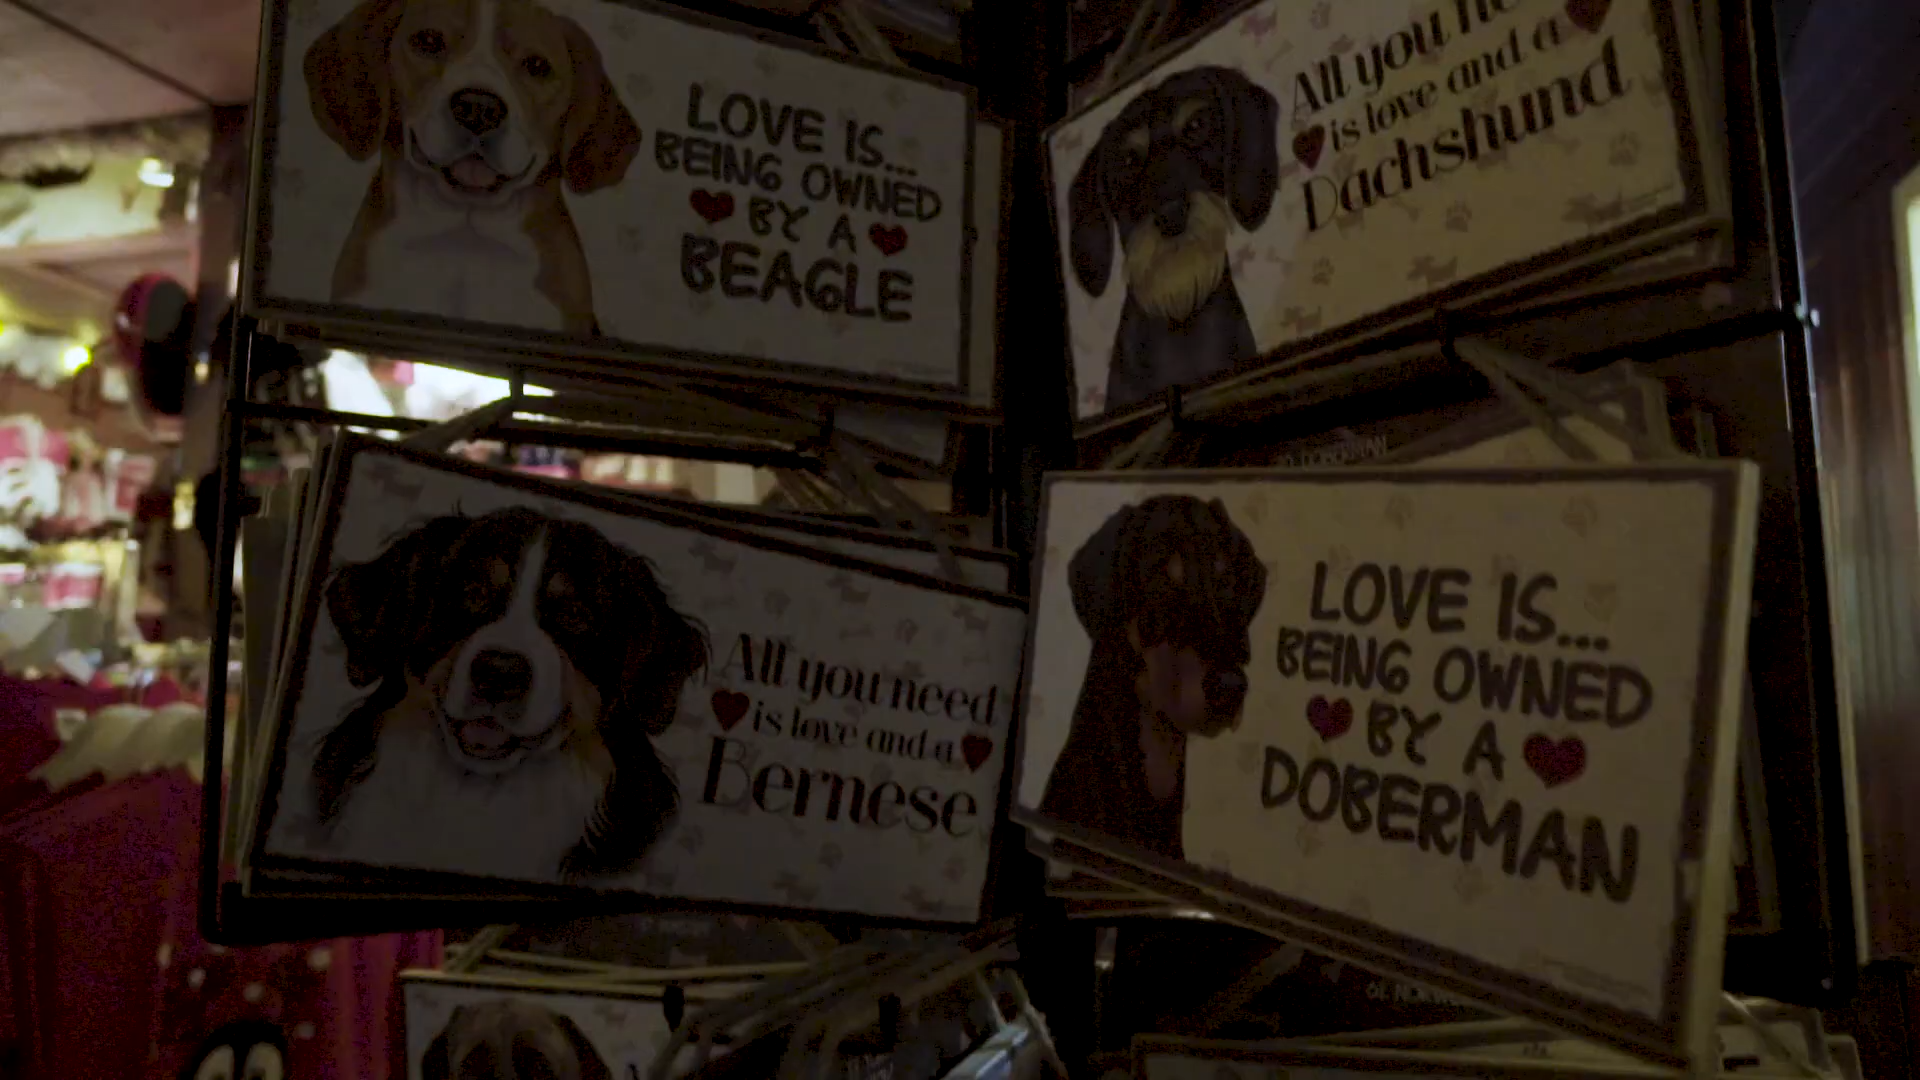 LOVE IS...
BEING OWNED
BY A
BEAGLE
All you
is love and a
Dachshund
All you need
is love and a
Bernese
DOBERMAN
LOVE IS...
BEING OWNED
BY A
DOBERMAN